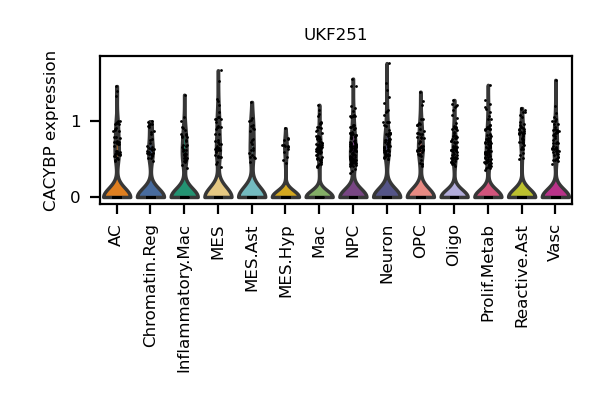 UKF251
CACYBP expression
1
0
AC
Chromatin.Reg
Inflammatory.Mac
MES
MES.Ast
MES.Hyp
Mac
NPC
Neuron
OPC
Oligo
Prolif.Metab
Reactive.Ast
Vasc